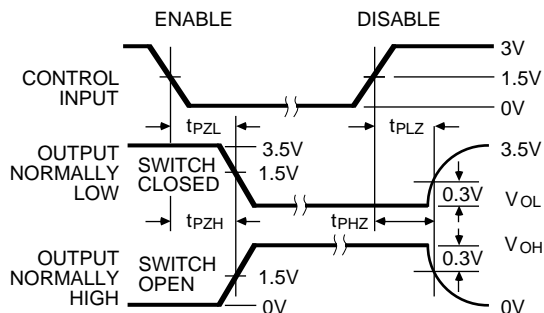 ENABLE DISABLE
3V
CONTROL INPUT 1.5V
0V
tPZL tPLZ
OUTPUT NORMALLY LOW
SWITCH CLOSED
3.5V 3.5V
1.5V
0.3V VOL
tPZH tPHZ
VOH
0.3V
OUTPUT NORMALLY HIGH
SWITCH OPEN
1.5V
0V 0V